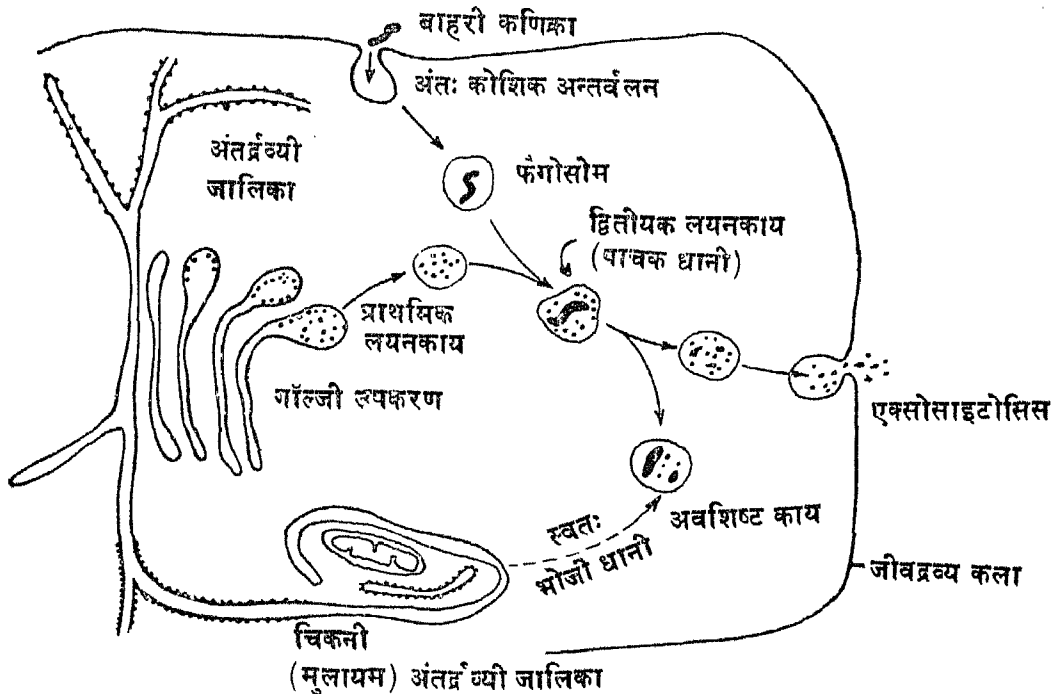 बाहरी कणिका
अंतः कोशिक अन्तर्वलन
अंतर्द्रव्यी
जालिका
फैगोसोम
द्वितीयक लयनकाय
(पाचक धानी)
प्राथमिक
लयनकाय
गॉल्जी उपकरण
एक्सोसाइटोसिस
स्वतः
भोजी धानी
अवशिष्ट काय
जीवद्रव्य कला
चिकनी
(मुलायम) अंतर्द्रव्यी जालिका